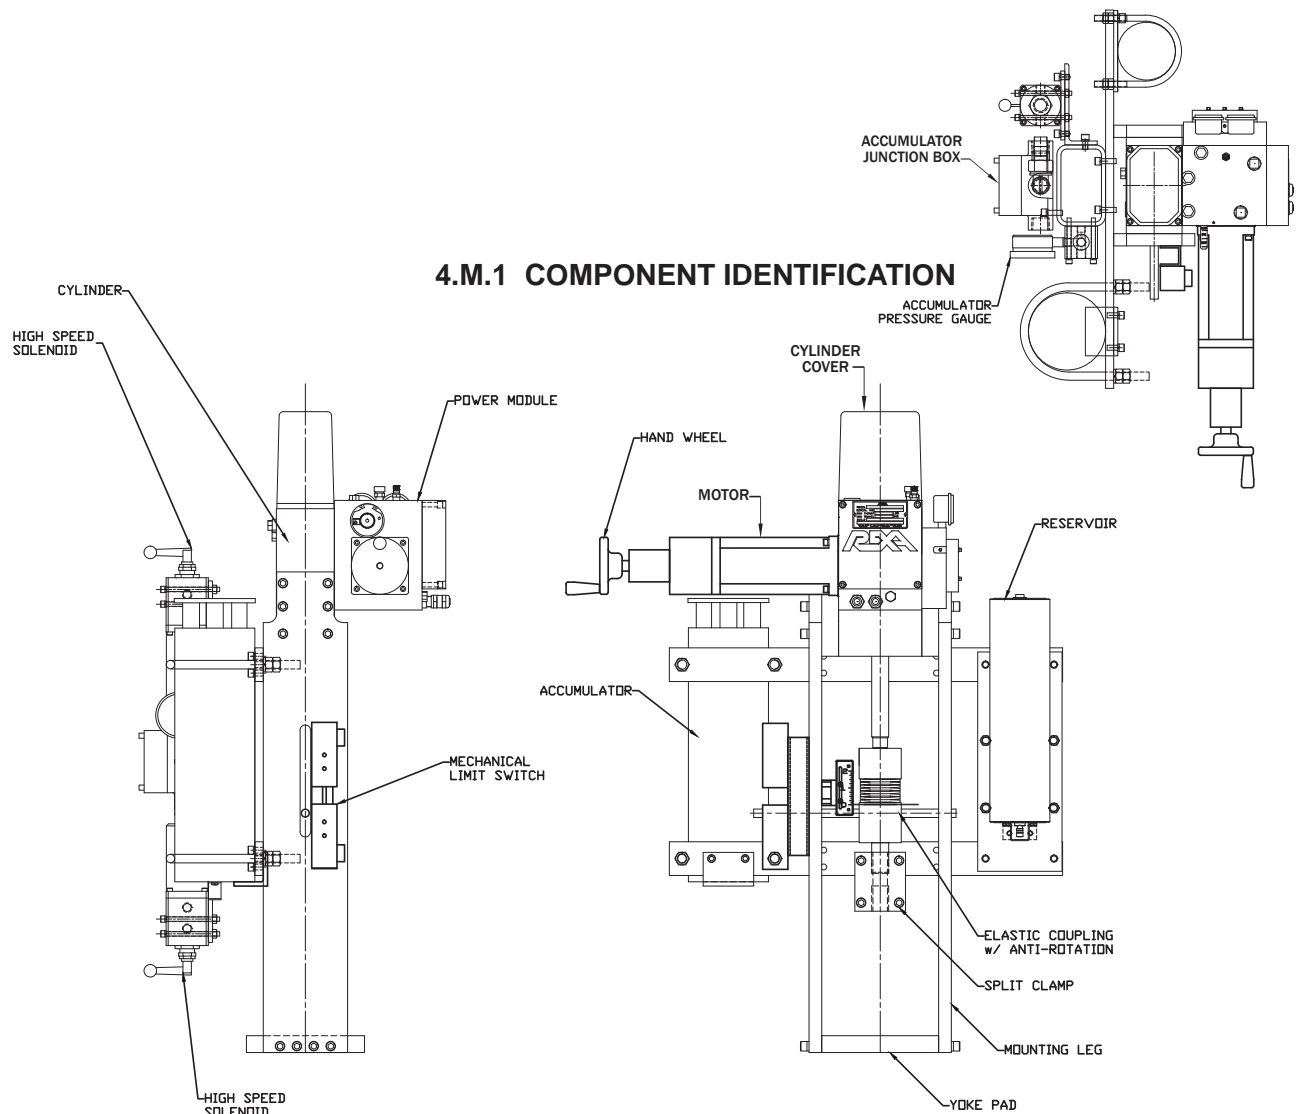 ACCUMULATOR
JUNCTION BOX
4.M.1 COMPONENT IDENTIFICATION
ACCUMULATOR
PRESSURE GAUGE
CYLINDER
HIGH SPEED
SOLENOID
CYLINDER
COVER
POWER MODULE
HAND WHEEL
MOTOR
RESERVOIR
REXA
ACCUMULATOR
MECHANICAL
LIMIT SWITCH
ELASTIC COUPLING
w/ ANTI-ROTATION
SPLIT CLAMP
MOUNTING LEG
YOKE PAD
HIGH SPEED
SOLENOID